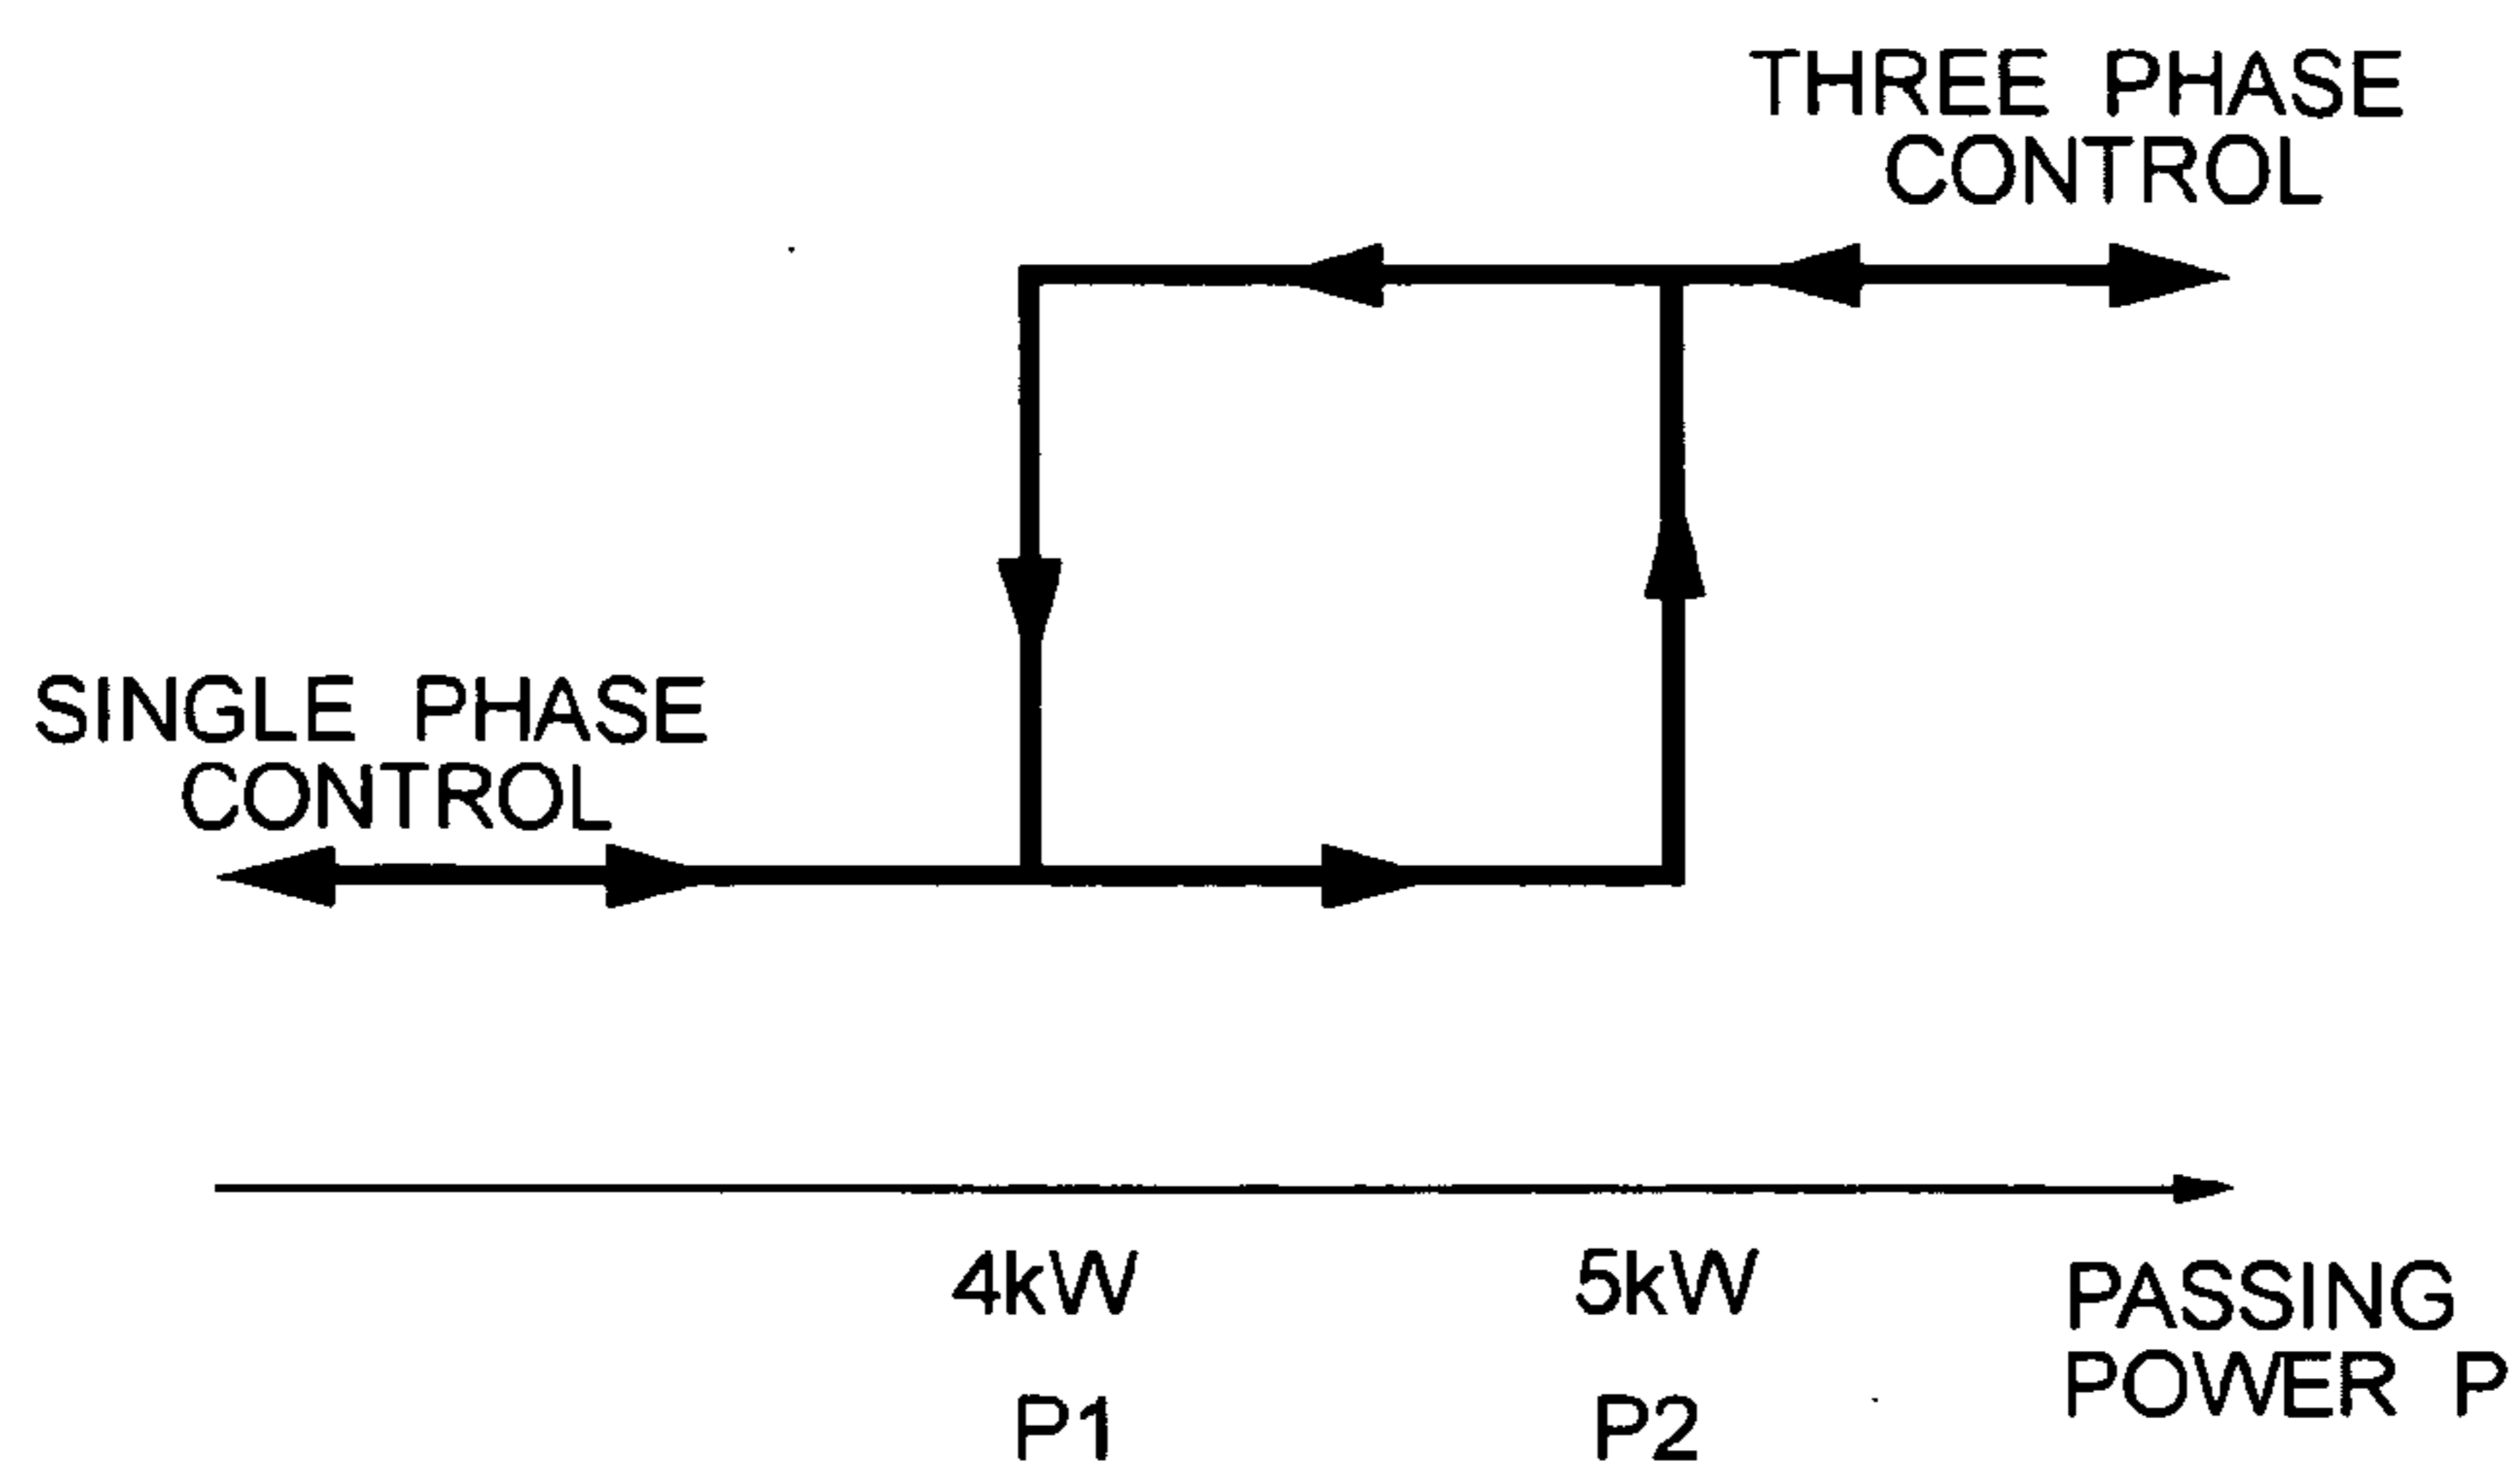 THREE PHASE
CONTROL
SINGLE PHASE
CONTROL
4kW
5kW
PASSING
POWER P
P1
P2